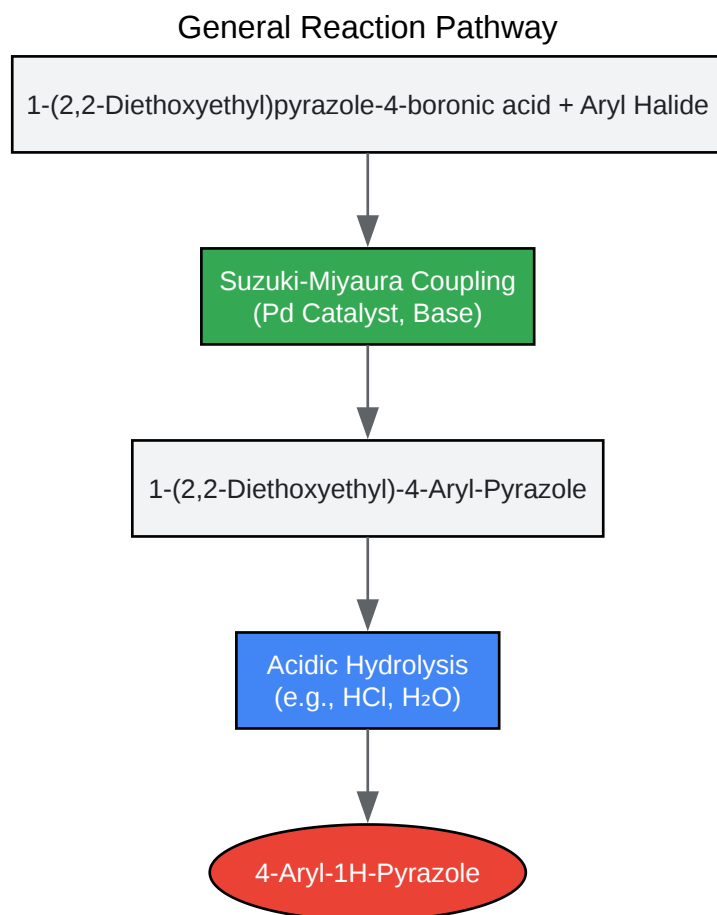 General Reaction Pathway
1-(2,2-Diethoxyethyl)pyrazole-4-boronic acid + Aryl Halide
Suzuki-Miyaura Coupling
(Pd Catalyst, Base)
1-(2,2-Diethoxyethyl)-4-Aryl-Pyrazole
Acidic Hydrolysis
(e.g., HCl, H₂O)
4-Aryl-1H-Pyrazole